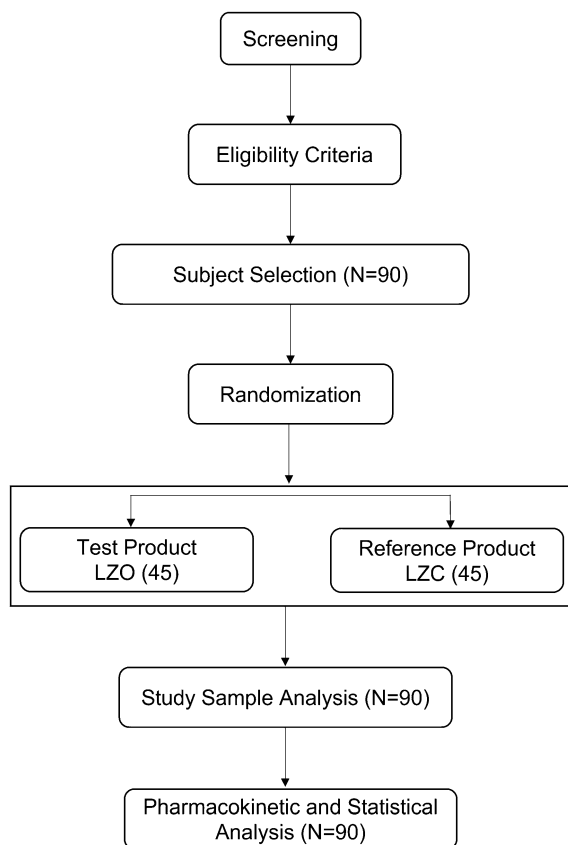 Screening
Eligibility Criteria
Subject Selection (N=90)
Randomization
Test Product
LZO (45)
Reference Product
LZC (45)
Study Sample Analysis (N=90)
Pharmacokinetic and Statistical
Analysis (N=90)